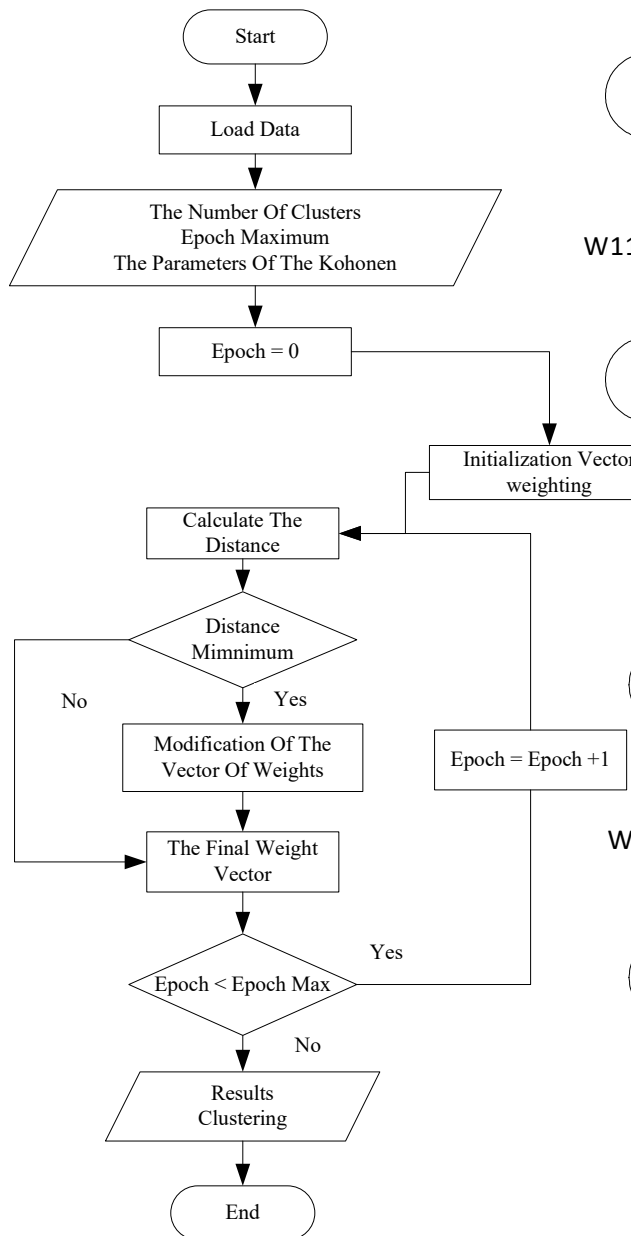 Start
Load Data
The Number Of Clusters
Epoch Maximum
The Parameters Of The Kohonen
W11
Epoch = 0
Initialization Vector
weighting
Calculate The
Distance
Distance
Mimnimum
No
Yes
Modification Of The
Vector Of Weights
Epoch = Epoch +1
The Final Weight
Vector
W
Yes
Epoch < Epoch Max
No
Results
Clustering
End